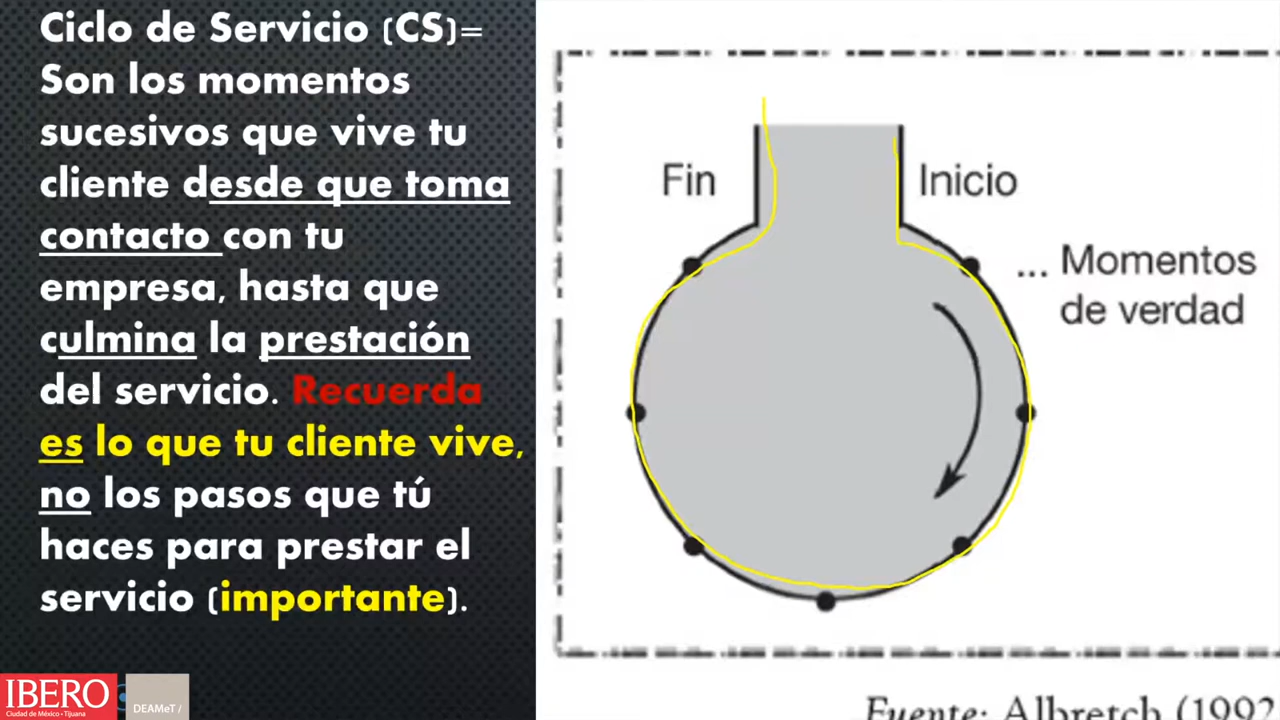 Ciclo de Servicio (CS)=
Son los momentos
sucesivos que vive tu
cliente desde que toma
contacto con tu
empresa, hasta que
culmina la prestación
del servicio. Recuerda
es lo que tu cliente vive,
no los pasos que tú
haces para prestar el
servicio (importante).
Fin
Inicio
... Momentos
de verdad
Fuente: Albretch (1992
IBERO
Ciudad de México • Tijuana
DEAMeT /